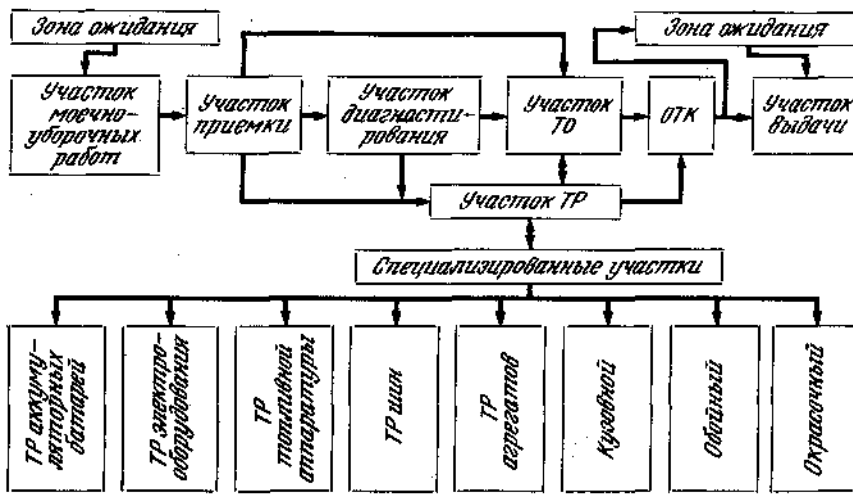 Зона ожидания
Зона ожидания
Участок
моечно-
уборочных
работ
Участок
приемки
Участок
диагности-
рования
Участок
ТО
ОТК
Участок
выдачи
Участок ТР
Специализированные участки
ТР аккуму-
ляторных
батарей
ТР электро-
оборудования
ТР
топливной
аппаратуры
ТР шин
ТР
агрегатов
Кузовной
Обойный
Окрасочный